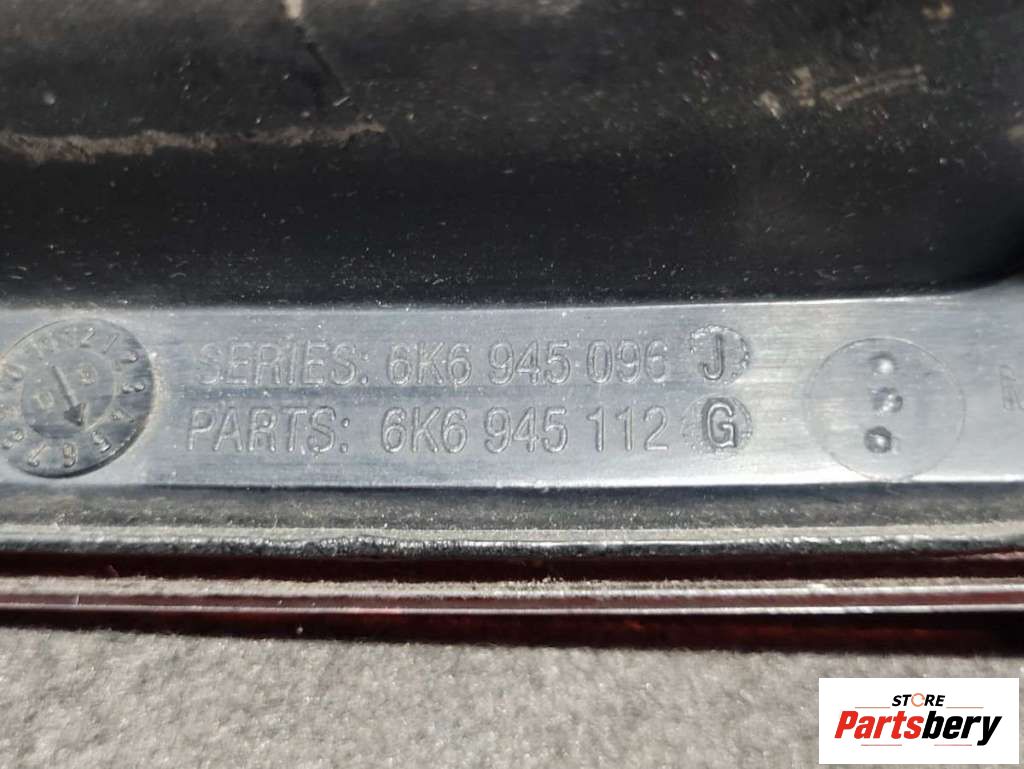 SERIES: 6K6 945 096 J
PARTS: 6K6 945 112 G
STORE
Partsbery